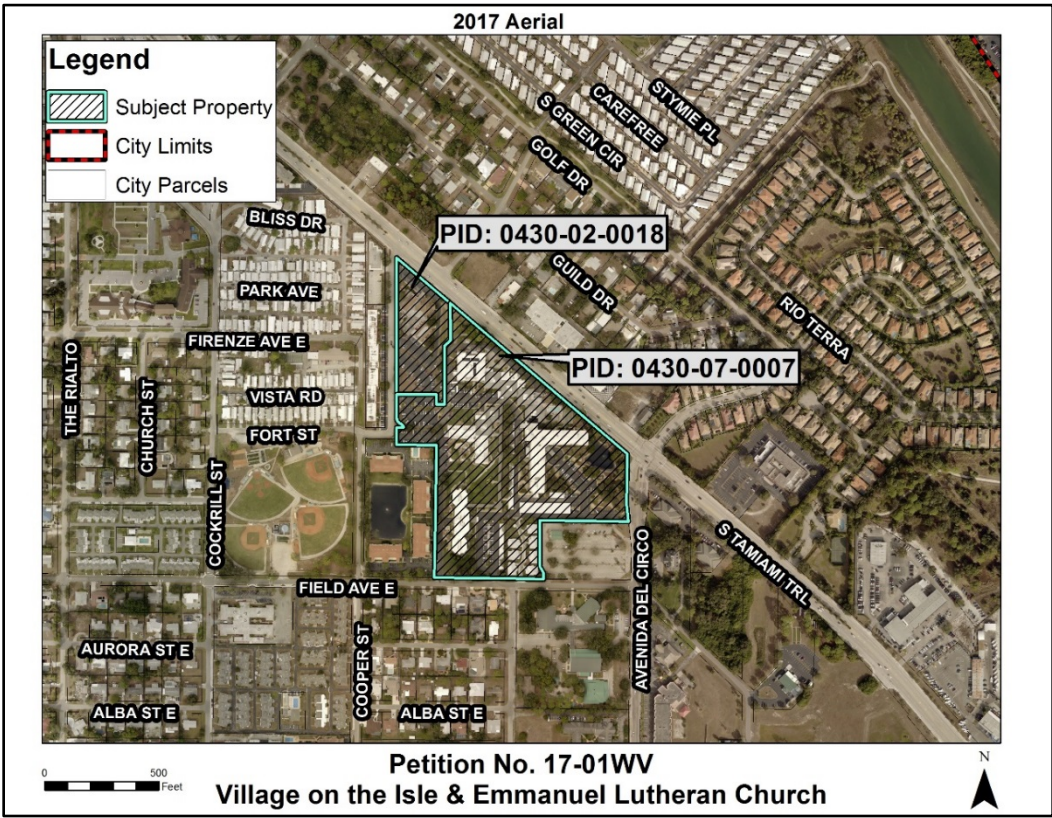 2017 Aerial
Legend
Subject Property
City Limits
City Parcels
STYMIE PL
CAREFREE
S GREEN CIR
GOLF DR
BLISS DR
PID: 0430-02-0018
GUILD DR
PARK AVE
RIO TERRA
FIRENZE AVE E
PID: 0430-07-0007
THE RIALTO
CHURCH ST
VISTA RD
FORT ST
COCKRILL ST
S TAMIAMI TRL
FIELD AVE E
AVENIDA DEL CIRCO
COOPER ST
AURORA ST E
ALBA ST E
ALBA ST E
0 500
Feet
Petition No. 17-01WV
Village on the Isle & Emmanuel Lutheran Church
N